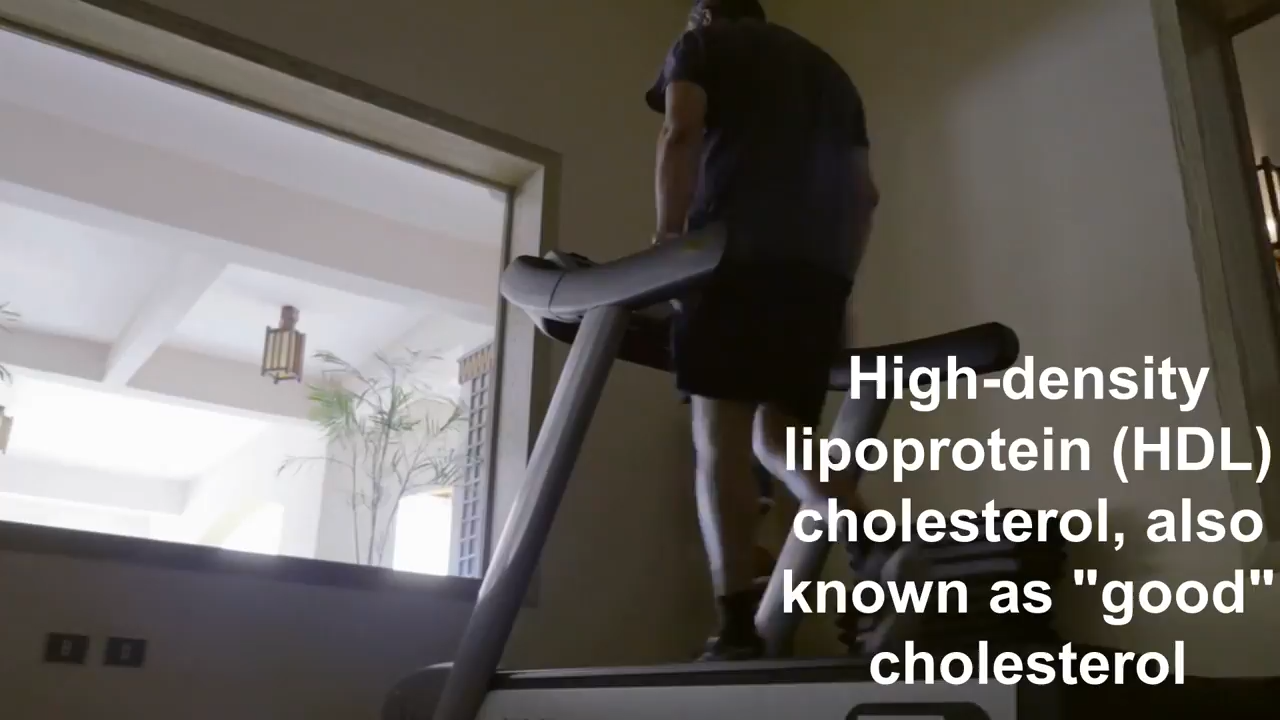 High-density
lipoprotein (HDL)
cholesterol, also
known as "good"
cholesterol